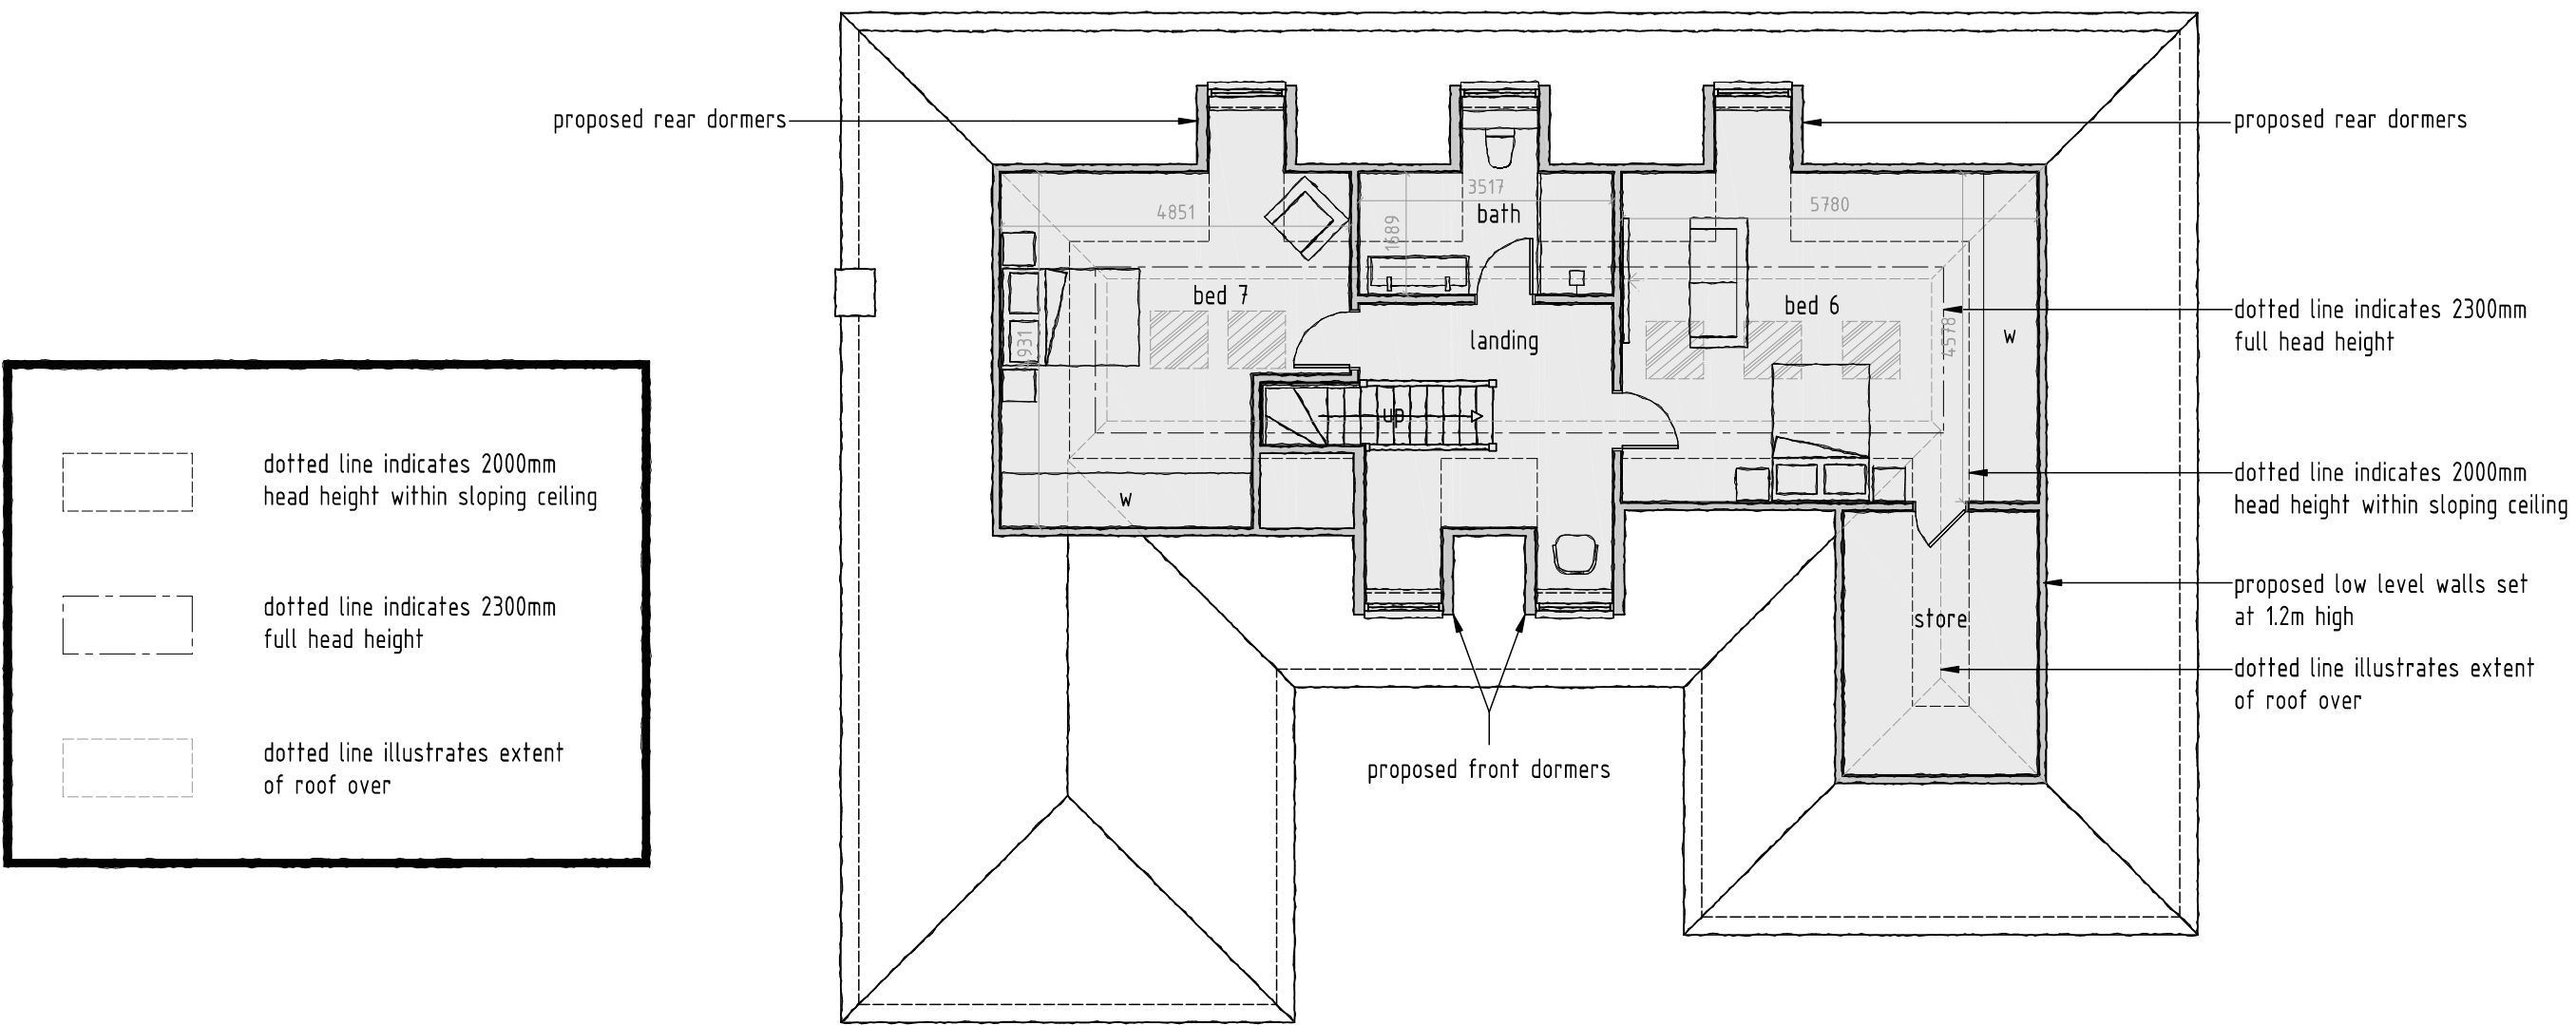 proposed rear dormers
proposed rear dormers
4851
3517
bath
1689
5780
bed 7
bed 6
landing
4578
w
up
w
store
dotted line indicates 2300mm
full head height
dotted line indicates 2000mm
head height within sloping ceiling
proposed low level walls set
at 1.2m high
dotted line illustrates extent
of roof over
proposed front dormers
dotted line indicates 2000mm
head height within sloping ceiling
dotted line indicates 2300mm
full head height
dotted line illustrates extent
of roof over